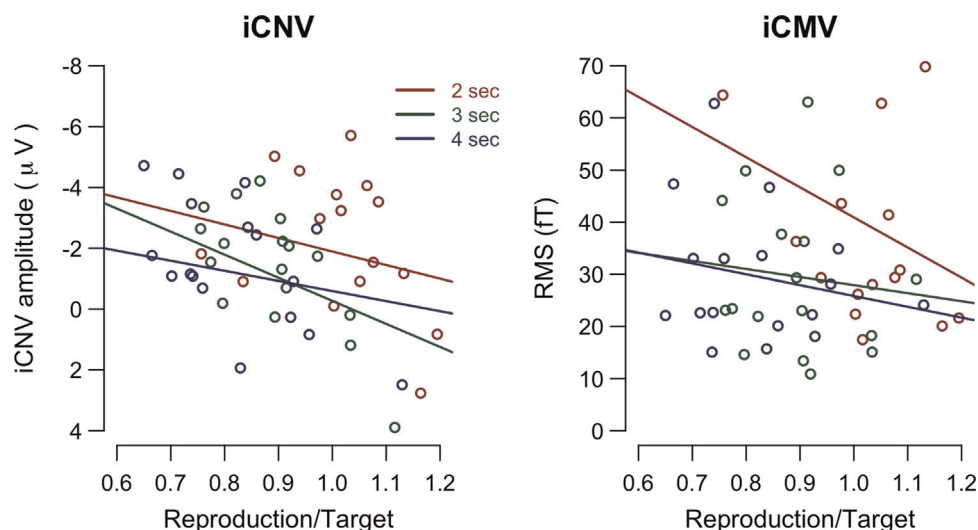 iCNV
iCMV
-8
-6
-4
-2
0
2
4
iCNV amplitude ( μ V )
2 sec
3 sec
4 sec
0.6 0.7 0.8 0.9 1.0 1.1 1.2
Reproduction/Target
70
60
50
40
30
20
10
0
RMS (fT)
0.6 0.7 0.8 0.9 1.0 1.1 1.2
Reproduction/Target